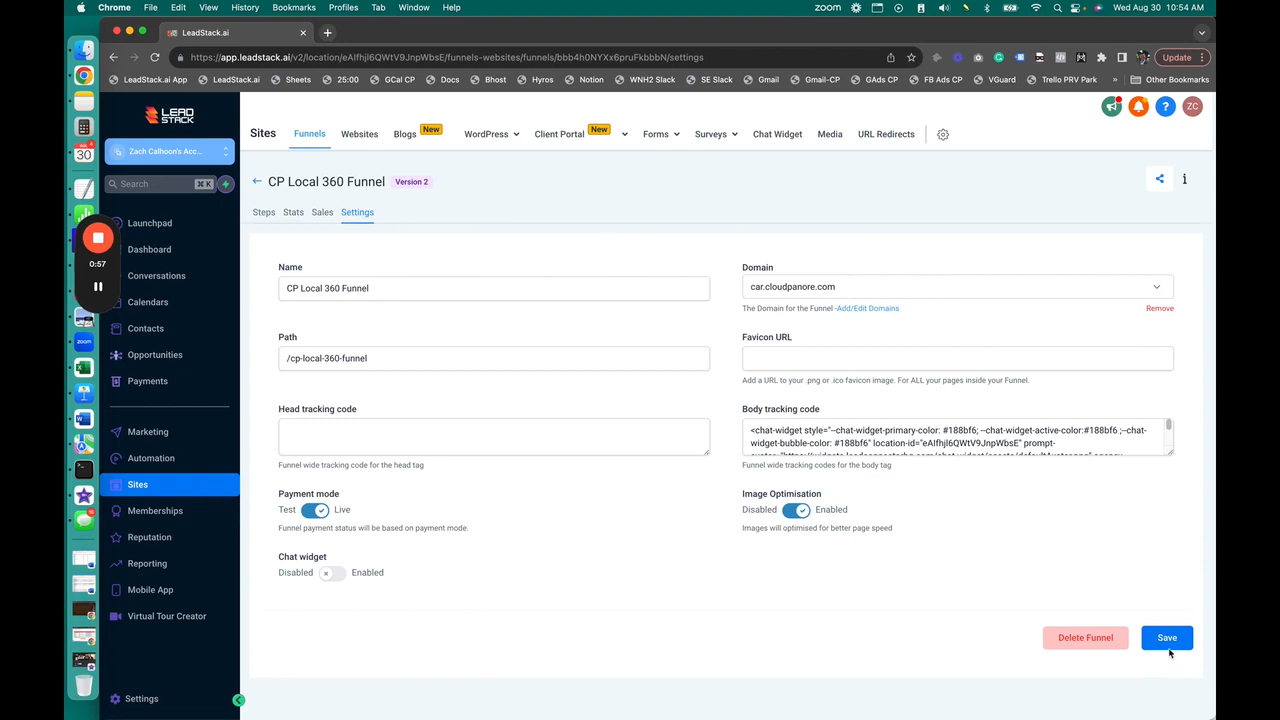 Chrome File Edit View History Bookmarks Profiles Tab Window Help zoom Wed Aug 30 10:54 AM
LeadStack.ai
https://app.leadstack.ai/v2/location/eAIfhjl6QWtV9JnpWbsE/funnels-websites/funnels/bbb4h0NYXx6pruFkbbbN/settings Update
LeadStack.ai App LeadStack.ai Sheets 25:00 GCal CP Docs Bhost Hyros Notion WNH2 Slack SE Slack Gmail Gmail-CP GAds CP FB Ads CP VGuard Trello PRV Park » Other Bookmarks
LEAD
STACK
ZC
Sites Funnels Websites Blogs New WordPress Client Portal New Forms Surveys Chat Widget Media URL Redirects
Zach Calhoon's Acc...
Search ⌘ K
CP Local 360 Funnel Version 2
Steps Stats Sales Settings
Launchpad
Dashboard
Conversations
Calendars
Contacts
Opportunities
Payments
Marketing
Automation
Sites
Memberships
Reputation
Reporting
Mobile App
Virtual Tour Creator
Settings
30
0:57
Name
CP Local 360 Funnel
Domain
car.cloudpanore.com
The Domain for the Funnel -Add/Edit Domains Remove
Path
/cp-local-360-funnel
Favicon URL
Add a URL to your .png or .ico favicon image. For ALL your pages inside your Funnel.
Head tracking code
Funnel wide tracking code for the head tag
Body tracking code
<chat-widget style="--chat-widget-primary-color: #188bf6; --chat-widget-active-color:#188bf6 ;--chat-
widget-bubble-color: #188bf6" location-id="eAIfhjl6QWtV9JnpWbsE" prompt-
Funnel wide tracking codes for the body tag
Payment mode
Test Live
Funnel payment status will be based on payment mode.
Image Optimisation
Disabled Enabled
Images will optimised for better page speed
Chat widget
Disabled Enabled
Delete Funnel Save